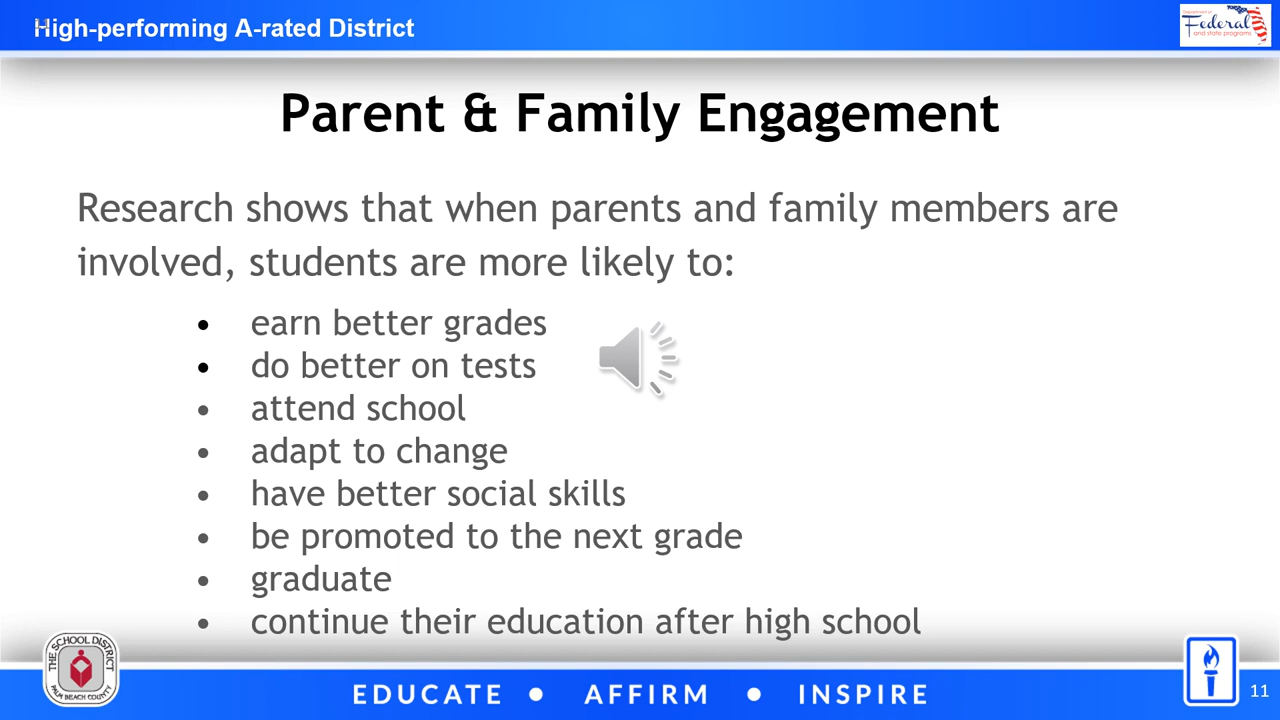 High-performing A-rated District
Department of
Federal
and state programs
Parent & Family Engagement
Research shows that when parents and family members are
involved, students are more likely to:
• earn better grades
• do better on tests
• attend school
• adapt to change
• have better social skills
• be promoted to the next grade
• graduate
• continue their education after high school
THE SCHOOL DISTRICT
PALM BEACH COUNTY
EDUCATE • AFFIRM • INSPIRE
11